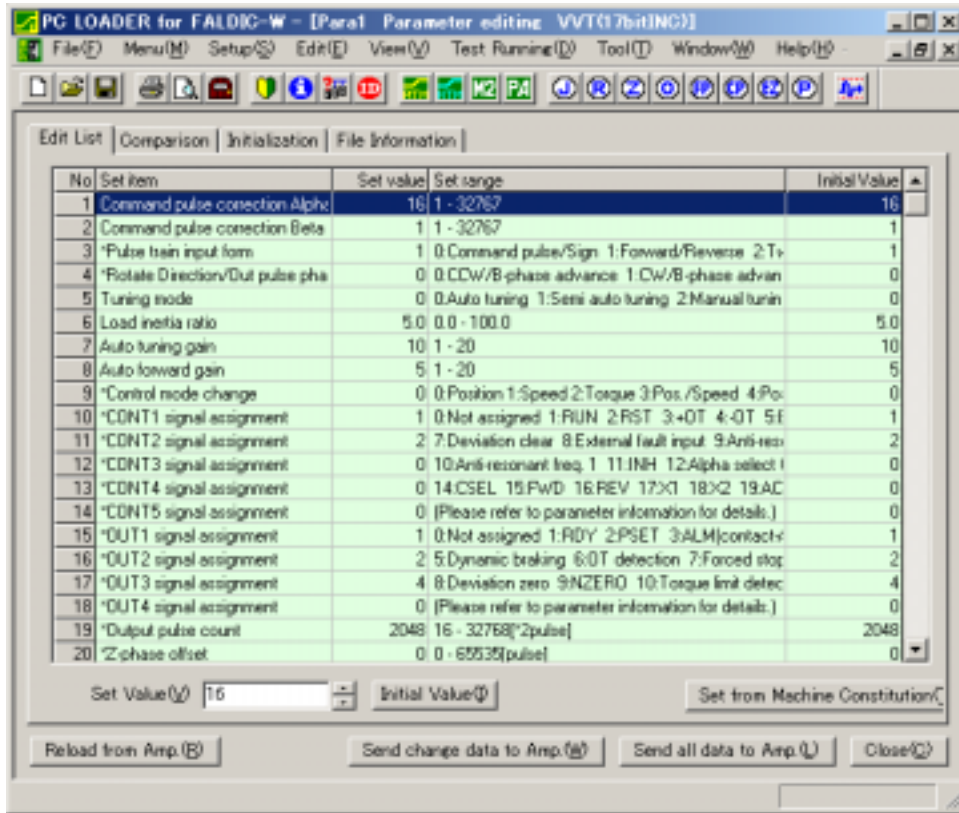 PC LOADER for FALDIC-W - [Para1 Parameter editing VVT(17bitINC)]
File(F) Menu(M) Setup(S) Edit(E) View(V) Test Running(D) Tool(T) Window(W) Help(H)
Edit List Comparison Initialization File Information
No Set item Set value Set range Initial Value
1 Command pulse correction Alpha 16 1 - 32767 16
2 Command pulse correction Beta 1 1 - 32767 1
3 *Pulse train input form 1 0:Command pulse/Sign 1:Forward/Reverse 1
4 *Rotate Direction/Out pulse pha 0 0:CCW/B-phase advance 1:CW/B-phase advan 0
5 Tuning mode 0 0:Auto tuning 1:Semi auto tuning 2:Manual tunin 0
6 Load inertia ratio 5.0 0.0 - 100.0 5.0
7 Auto tuning gain 10 1 - 20 10
8 Auto forward gain 5 1 - 20 5
9 *Control mode change 0 0:Position 1:Speed 2:Torque 3:Pos./Speed 4:Po 0
10 *CONT1 signal assignment 1 0:Not assigned 1:RUN 2:RST 3:+OT 4:-OT 1
11 *CONT2 signal assignment 2 7:Deviation clear 8:External fault input 9:Anti-res 2
12 *CONT3 signal assignment 0 10:Anti-resonant freq. 1 11:INH 12:Alpha select 0
13 *CONT4 signal assignment 0 14:CSEL 15:FWD 16:REV 17:X1 18:X2 19:AC 0
14 *CONT5 signal assignment 0 (Please refer to parameter information for details.) 0
15 *OUT1 signal assignment 1 0:Not assigned 1:RDY 2:PSET 3:ALM(contact- 1
16 *OUT2 signal assignment 2 5:Dynamic braking 6:OT detection 7:Forced stop 2
17 *OUT3 signal assignment 4 8:Deviation zero 9:NZERO 10:Torque limit detec 4
18 *OUT4 signal assignment 0 (Please refer to parameter information for details.) 0
19 *Output pulse count 2048 16 - 32768[*2pulse] 2048
20 *Z-phase offset 0 0 - 65535[pulse] 0
Set Value(V) 16 Initial Value(I) Set from Machine Constitution(
Reload from Amp.(R) Send change data to Amp.(W) Send all data to Amp.(L) Close(C)